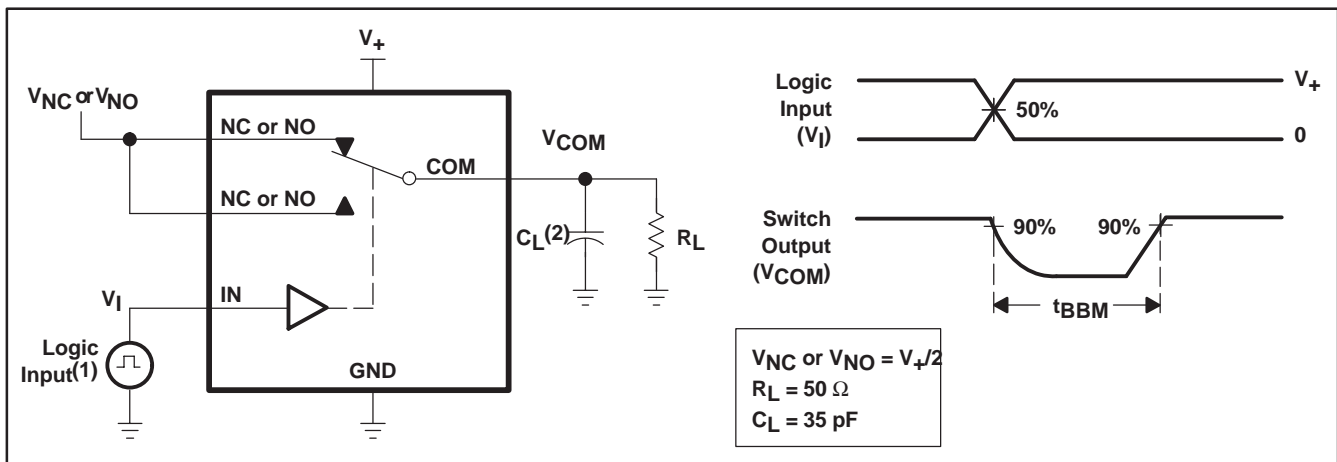 V+
VNC or VNO
NC or NO
VCOM
COM
NC or NO
CL(2)
RL
VI
IN
Logic
Input(1)
GND
Logic
Input
(VI)
V+
50%
0
Switch
Output
(VCOM)
90%
90%
tBBM
VNC or VNO = V+/2
RL = 50 Ω
CL = 35 pF